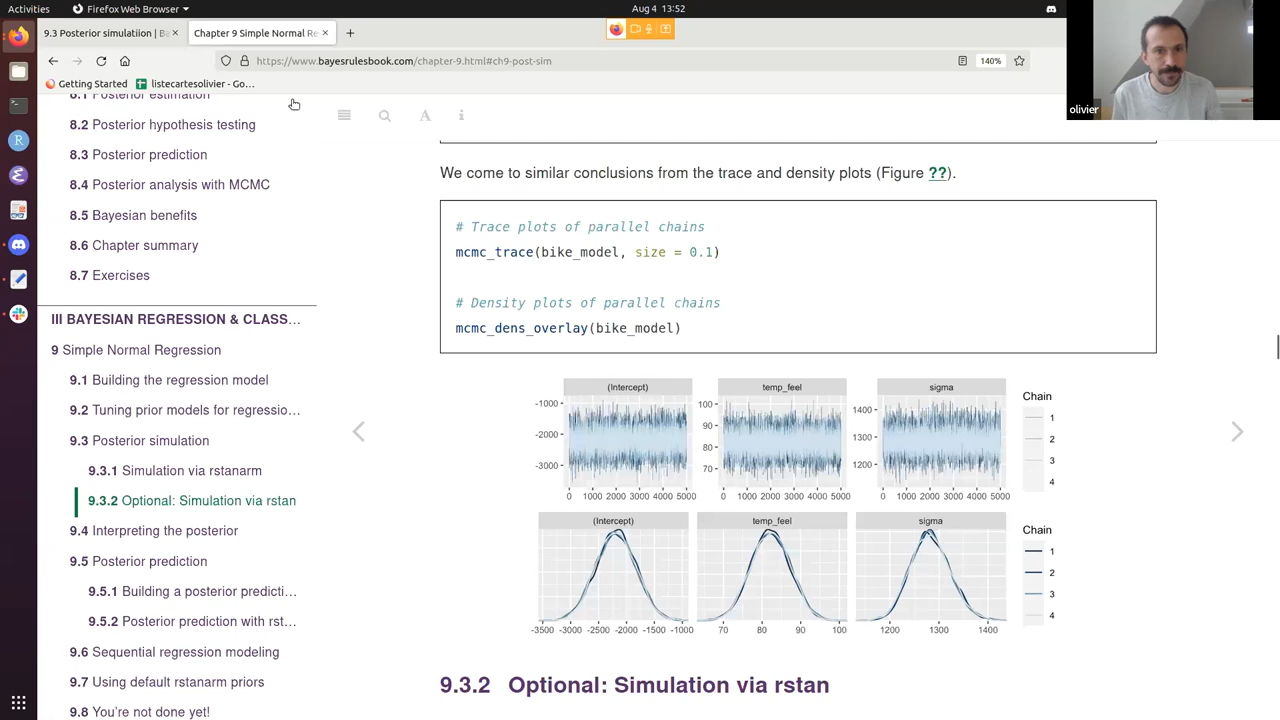 Activities
Firefox Web Browser
Aug 4 13:52
9.3 Posterior simulatiion | Ba
Chapter 9 Simple Normal Re
https://www.bayesrulesbook.com/chapter-9.html#ch9-post-sim
140%
Getting Started
listecartesolivier - Go…
olivier
8.1 Posterior estimation
8.2 Posterior hypothesis testing
8.3 Posterior prediction
8.4 Posterior analysis with MCMC
8.5 Bayesian benefits
8.6 Chapter summary
8.7 Exercises
III BAYESIAN REGRESSION & CLASS…
9 Simple Normal Regression
9.1 Building the regression model
9.2 Tuning prior models for regressio…
9.3 Posterior simulation
9.3.1 Simulation via rstanarm
9.3.2 Optional: Simulation via rstan
9.4 Interpreting the posterior
9.5 Posterior prediction
9.5.1 Building a posterior predicti…
9.5.2 Posterior prediction with rst…
9.6 Sequential regression modeling
9.7 Using default rstanarm priors
9.8 You're not done yet!
We come to similar conclusions from the trace and density plots (Figure ??).
# Trace plots of parallel chains
mcmc_trace(bike_model, size = 0.1)
# Density plots of parallel chains
mcmc_dens_overlay(bike_model)
(Intercept) temp_feel sigma
-1000
-2000
-3000
100
90
80
70
1400
1300
1200
0 1000 2000 3000 4000 5000 0 1000 2000 3000 4000 5000 0 1000 2000 3000 4000 5000
Chain
1
2
3
4
(Intercept) temp_feel sigma
-3500 -3000 -2500 -2000 -1500 -1000 70 80 90 100 1200 1300 1400
Chain
1
2
3
4
9.3.2 Optional: Simulation via rstan